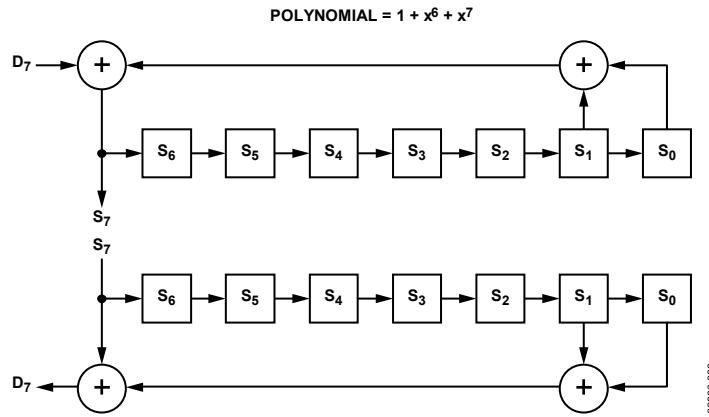 POLYNOMIAL = 1 + x⁶ + x⁷
D₇ + +
S₆ S₅ S₄ S₃ S₂ S₁ S₀
S₇
S₇
S₆ S₅ S₄ S₃ S₂ S₁ S₀
D₇ + +